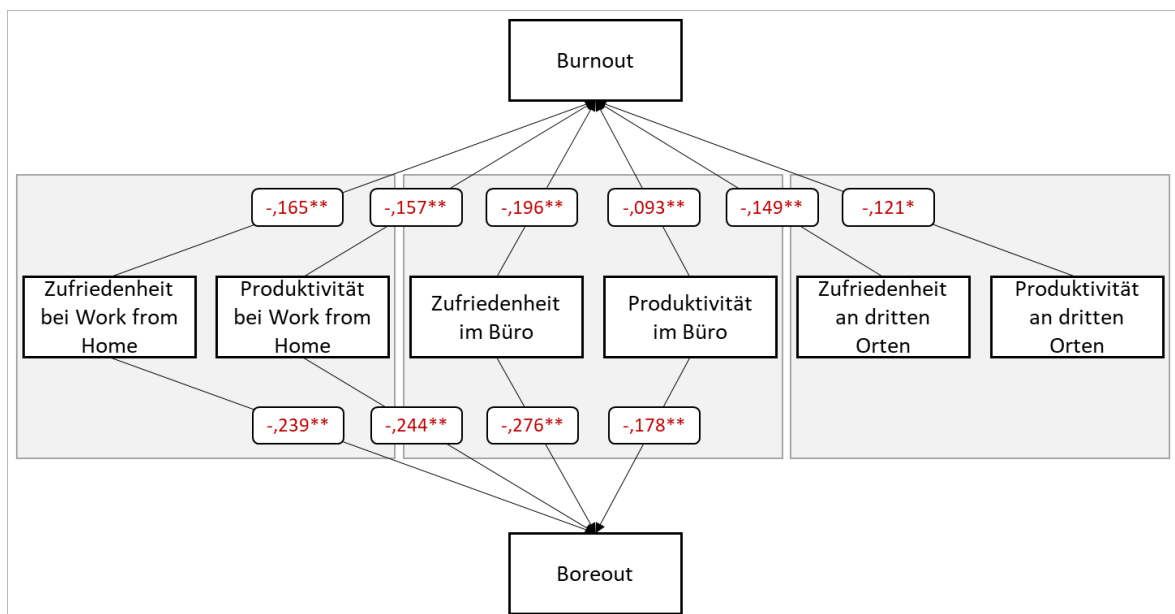 Burnout
-,165**
-,157**
-,196**
-,093**
-,149**
-,121*
Zufriedenheit
bei Work from
Home
Produktivität
bei Work from
Home
Zufriedenheit
im Büro
Produktivität
im Büro
Zufriedenheit
an dritten
Orten
Produktivität
an dritten
Orten
-,239**
-,244**
-,276**
-,178**
Boreout